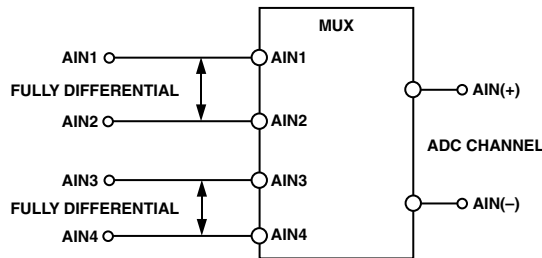 MUX
AIN1
AIN1
FULLY DIFFERENTIAL
AIN2
AIN2
AIN(+)
ADC CHANNEL
AIN3
AIN3
FULLY DIFFERENTIAL
AIN(–)
AIN4
AIN4